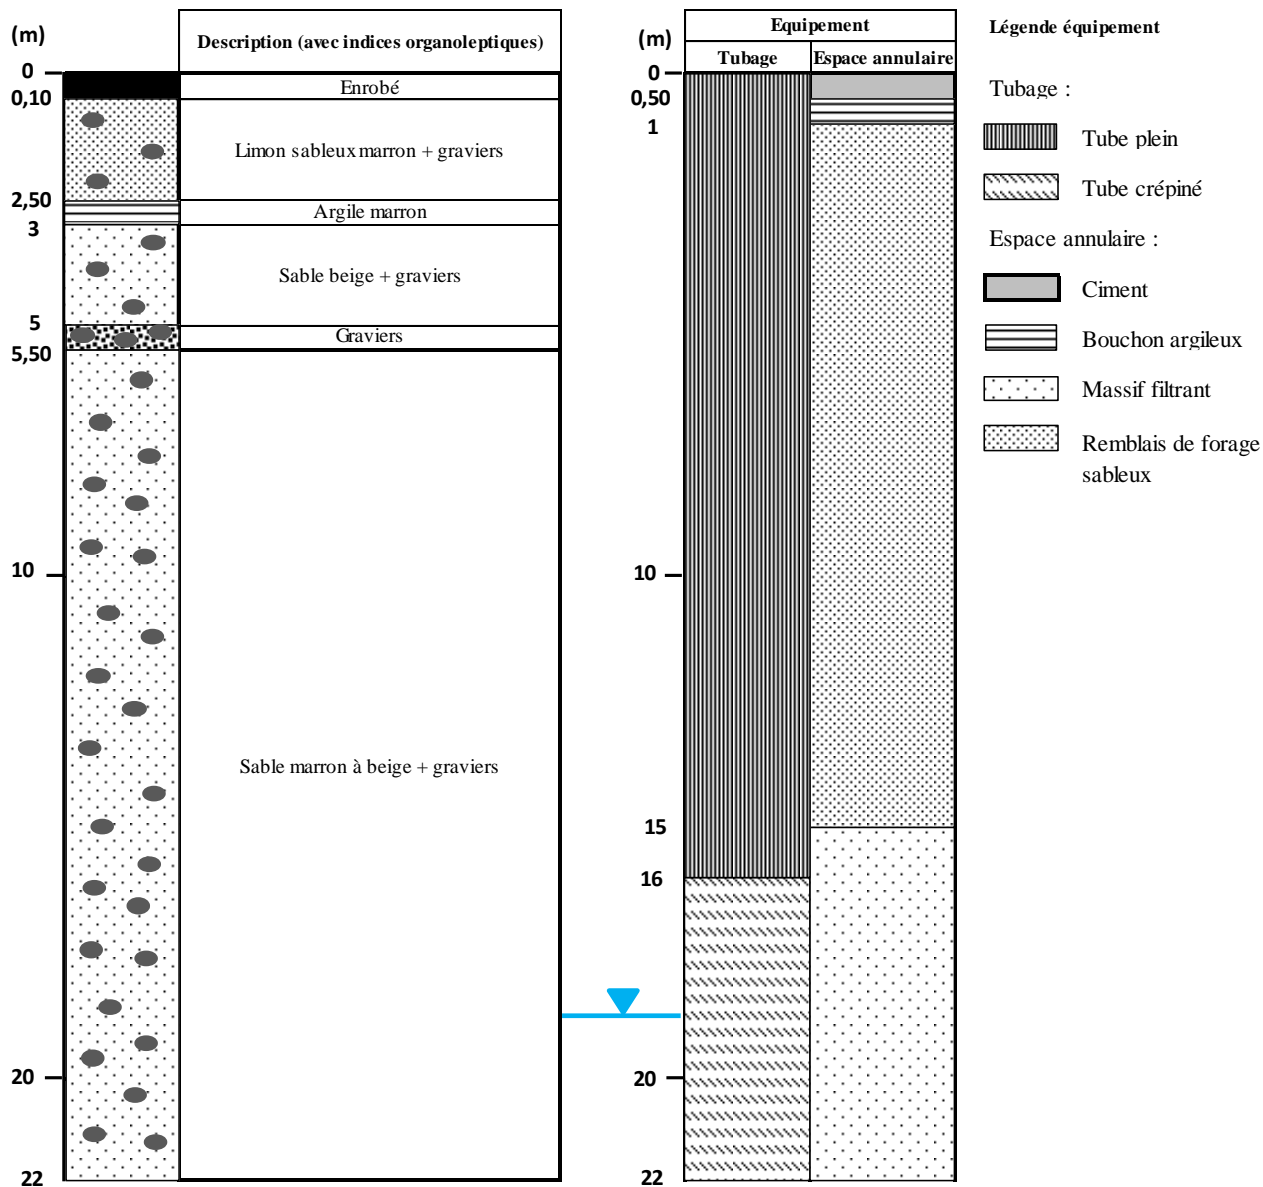 (m)
Description (avec indices organoleptiques)
0
Enrobé
0,10
Limon sableux marron + graviers
2,50
Argile marron
3
Sable beige + graviers
5
Graviers
5,50
10
Sable marron à beige + graviers
20
22
(m)
Equipement
Tubage
Espace annulaire
0
0,50
1
10
15
16
20
22
Légende équipement
Tubage :
Tube plein
Tube crépiné
Espace annulaire :
Ciment
Bouchon argileux
Massif filtrant
Remblais de forage
sableux